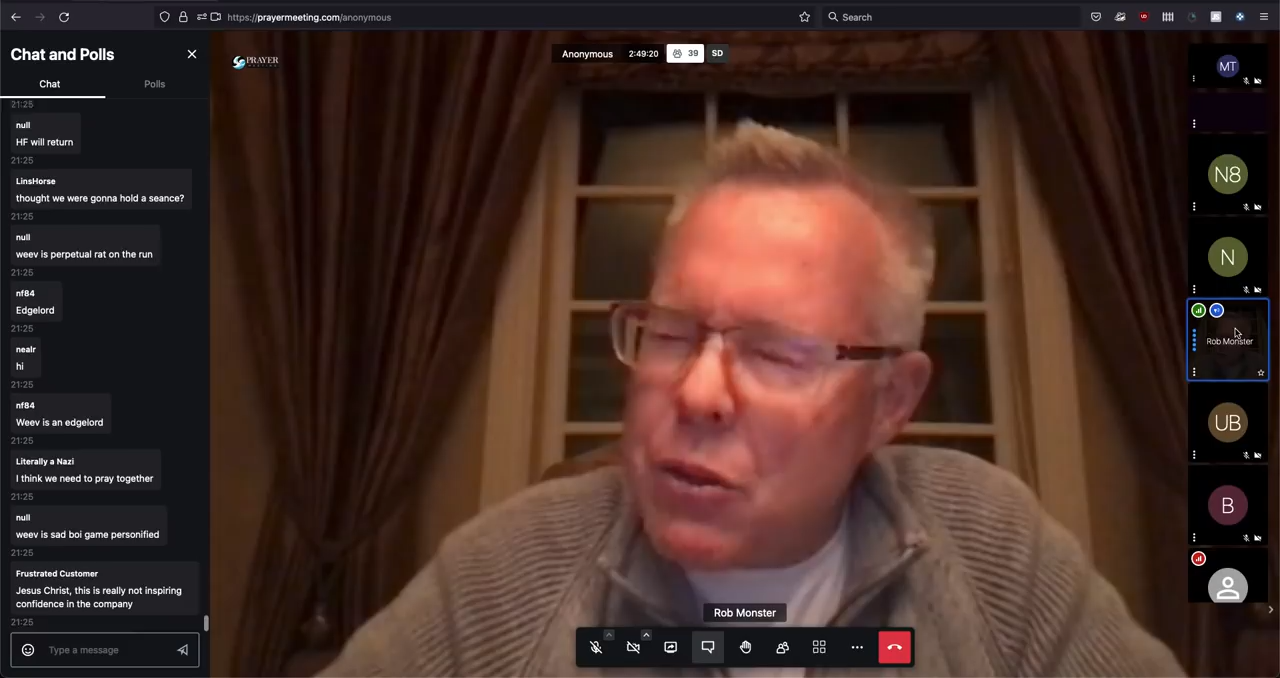 https://prayermeeting.com/anonymous
Search
Chat and Polls
Chat
Polls
21:25
null
HF will return
21:25
LinsHorse
thought we were gonna hold a seance?
21:25
null
weev is perpetual rat on the run
21:25
nf84
Edgelord
21:25
nealr
hi
21:25
nf84
Weev is an edgelord
21:25
Literally a Nazi
I think we need to pray together
21:25
null
weev is sad boi game personified
21:25
Frustrated Customer
Jesus Christ, this is really not inspiring
confidence in the company
21:25
Type a message
PRAYER
MEETING
Anonymous
2:49:20
39
SD
Rob Monster
MT
N8
N
Rob Monster
UB
B